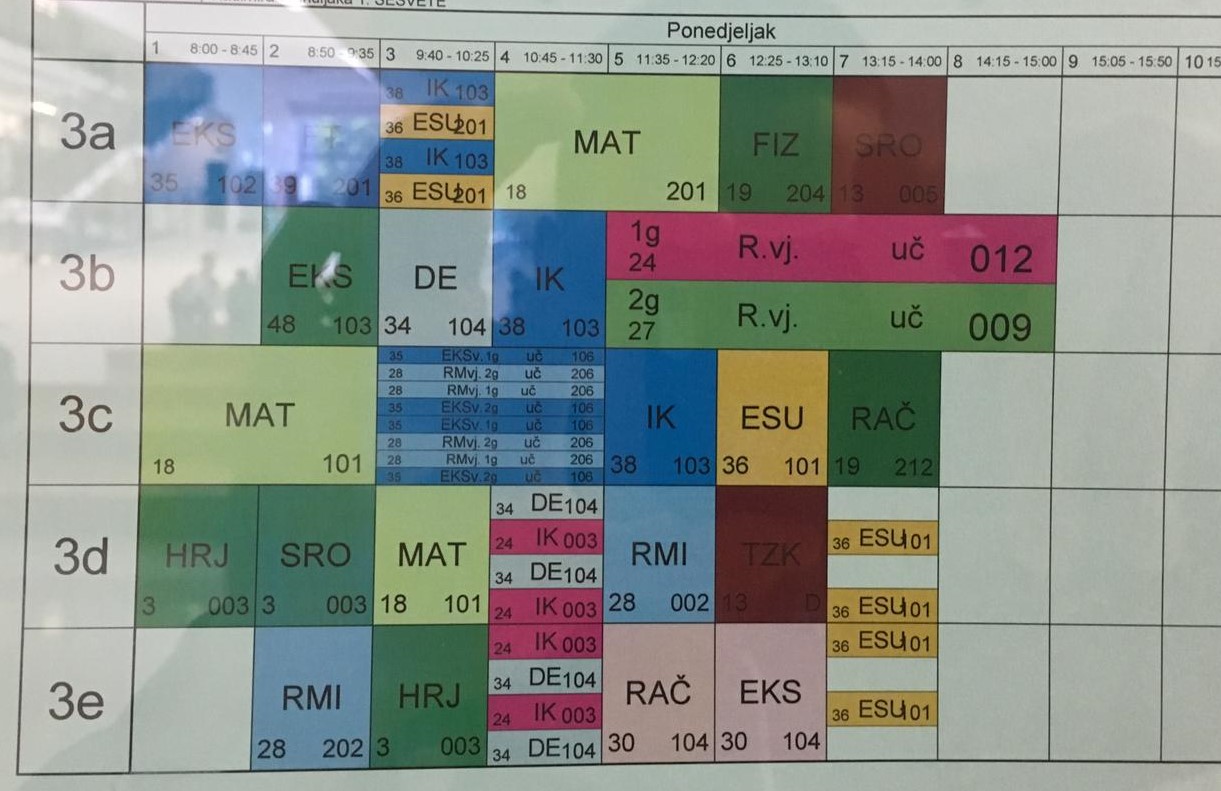 SESVETE
Ponedjeljak
1 8:00 - 8:45 2 8:50 - 9:35 3 9:40 - 10:25 4 10:45 - 11:30 5 11:35 - 12:20 6 12:25 - 13:10 7 13:15 - 14:00 8 14:15 - 15:00 9 15:05 - 15:50 10 15
3a
EKS
35 102
39 201
38 IK 103
36 ESU 201
38 IK 103
36 ESU 201
MAT
18 201
FIZ
19 204
SRO
13 005
3b
EKS
48 103
DE
34 104
IK
38 103
1g
24 R.vj. uč 012
2g
27 R.vj. uč 009
3c
MAT
18 101
35 EKSv. 1g uč 106
28 RMvj. 2g uč 206
28 RMvj. 1g uč 206
35 EKSv. 2g uč 106
35 EKSv. 1g uč 106
28 RMvj. 2g uč 206
28 RMvj. 1g uč 206
35 EKSv. 2g uč 106
IK
38 103
ESU
36 101
RAČ
19 212
3d
HRJ
3 003
SRO
3 003
MAT
18 101
34 DE 104
24 IK 003
34 DE 104
24 IK 003
RMI
28 002
TZK
13 D
36 ESU 101
36 ESU 101
3e
RMI
28 202
HRJ
3 003
24 IK 003
34 DE 104
24 IK 003
34 DE 104
RAČ
30 104
EKS
30 104
36 ESU 101
36 ESU 101